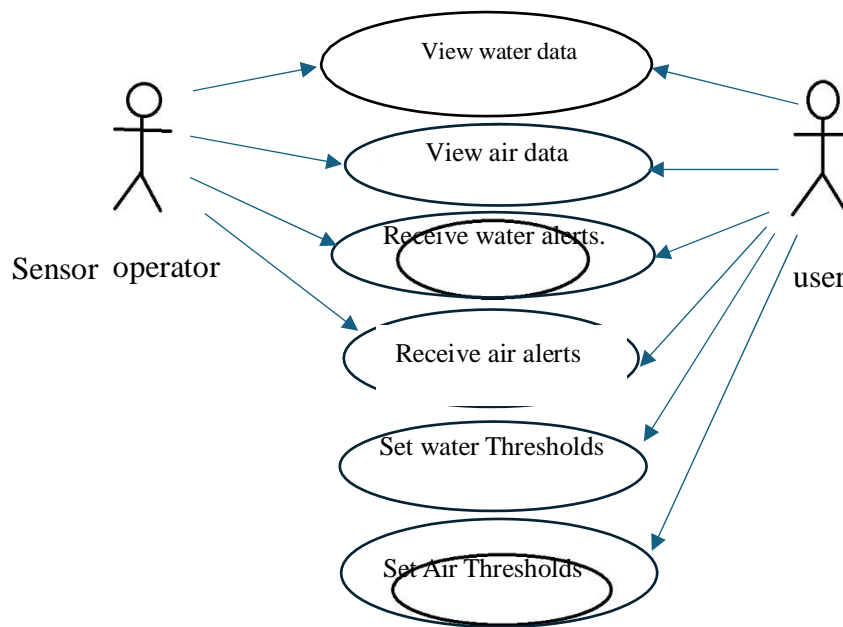 View water data
View air data
Receive water alerts.
Sensor operator
user
Receive air alerts
Set water Thresholds
Set Air Thresholds